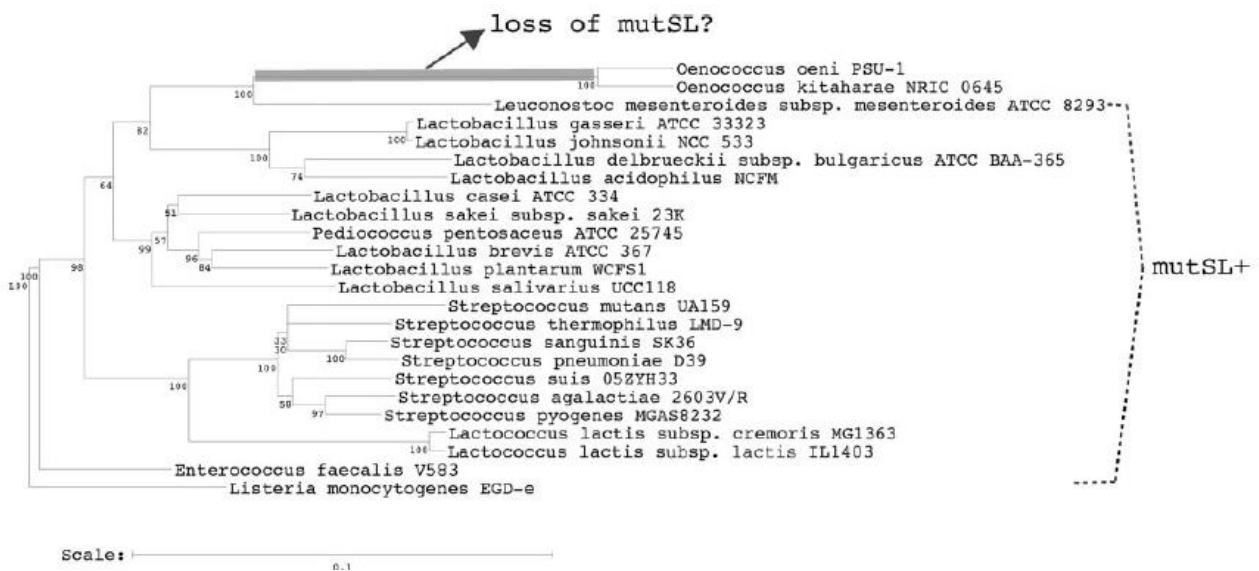 loss of mutSL?
Oenococcus oeni PSU-1
100
Oenococcus kitaharae NRIC 0645
100
Leuconostoc mesenteroides subsp. mesenteroides ATCC 8293
82
Lactobacillus gasseri ATCC 33323
100
Lactobacillus johnsonii NCC 533
100
Lactobacillus delbrueckii subsp. bulgaricus ATCC BAA-365
74
Lactobacillus acidophilus NCFM
64
Lactobacillus casei ATCC 334
51
Lactobacillus sakei subsp. sakei 23K
57
Pediococcus pentosaceus ATCC 25745
99
96
Lactobacillus brevis ATCC 367
98
84
Lactobacillus plantarum WCFS1
mutSL+
100
100
Lactobacillus salivarius UCC118
Streptococcus mutans UA159
Streptococcus thermophilus LMD-9
33
Streptococcus sanguinis SK36
30
100
Streptococcus pneumoniae D39
100
Streptococcus suis 05ZYH33
100
58
Streptococcus agalactiae 2603V/R
97
Streptococcus pyogenes MGAS8232
Lactococcus lactis subsp. cremoris MG1363
100
Lactococcus lactis subsp. lactis IL1403
Enterococcus faecalis V583
Listeria monocytogenes EGD-e
Scale:
0.1